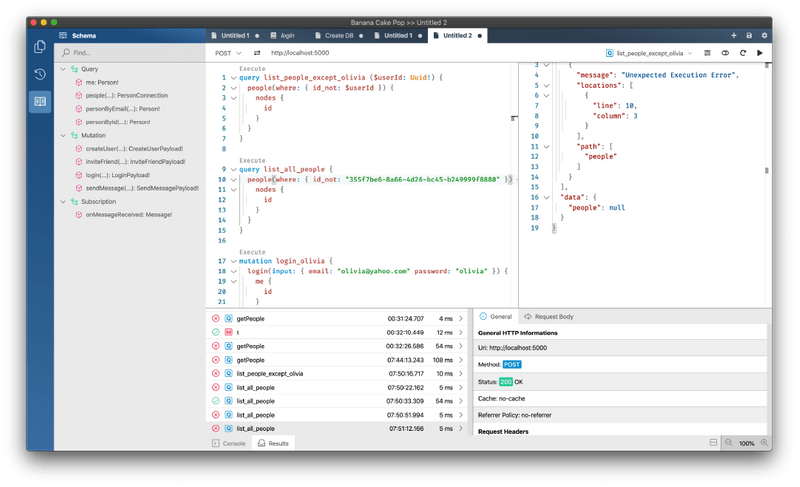 Banana Cake Pop >> Untitled 2
Schema
Untitled 1
login
Create DB
Untitled 1
Untitled 2
Find...
POST
http://localhost:5000
list_people_except_olivia
Query
me: Person!
people(...): PersonConnection
personByEmail(...): Person!
personById(...): Person!
Mutation
createUser(...): CreateUserPayload!
inviteFriend(...): InviteFriendPayload!
login(...): LoginPayload!
sendMessage(...): SendMessagePayload!
Subscription
onMessageReceived: Message!
Execute
1 query list_people_except_olivia ($userId: Uuid!) {
2 people(where: { id_not: $userId }) {
3 nodes {
4 id
5 }
6 }
7 }
8
Execute
9 query list_all_people {
10 people(where: { id_not: "355f7be6-8a66-4d26-bc45-b249999f8880" })
11 nodes {
12 id
13 }
14 }
15 }
16
Execute
17 mutation login_olivia {
18 login(input: { email: "olivia@yahoo.com" password: "olivia" }) {
19 me {
20 id
21 }
3 {
4 "message": "Unexpected Execution Error",
5 "locations": [
6 {
7 "line": 10,
8 "column": 3
9 }
10 ],
11 "path": [
12 "people"
13 ]
14 }
15 ],
16 "data": {
17 "people": null
18 }
19 }
Q getPeople 00:31:24.707 4 ms
M t 00:32:10.449 12 ms
Q getPeople 00:32:26.586 54 ms
Q getPeople 07:44:13.243 108 ms
Q list_people_except_olivia 07:50:16.717 10 ms
Q list_all_people 07:50:22.162 5 ms
Q list_all_people 07:50:33.309 54 ms
Q list_all_people 07:50:51.994 5 ms
Q list_all_people 07:51:12.166 5 ms
General
Request Body
General HTTP Informations
Uri: http://localhost:5000
Method: POST
Status: 200 OK
Cache: no-cache
Referrer Policy: no-referrer
Request Headers
Console
Results
100%